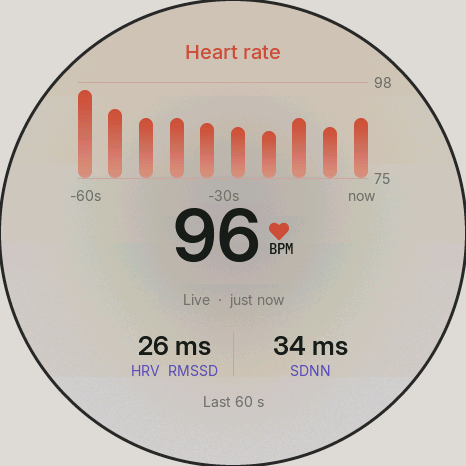 Heart rate
98
75
-60s -30s now
96 BPM
Live · just now
26 ms 34 ms
HRV RMSSD SDNN
Last 60 s